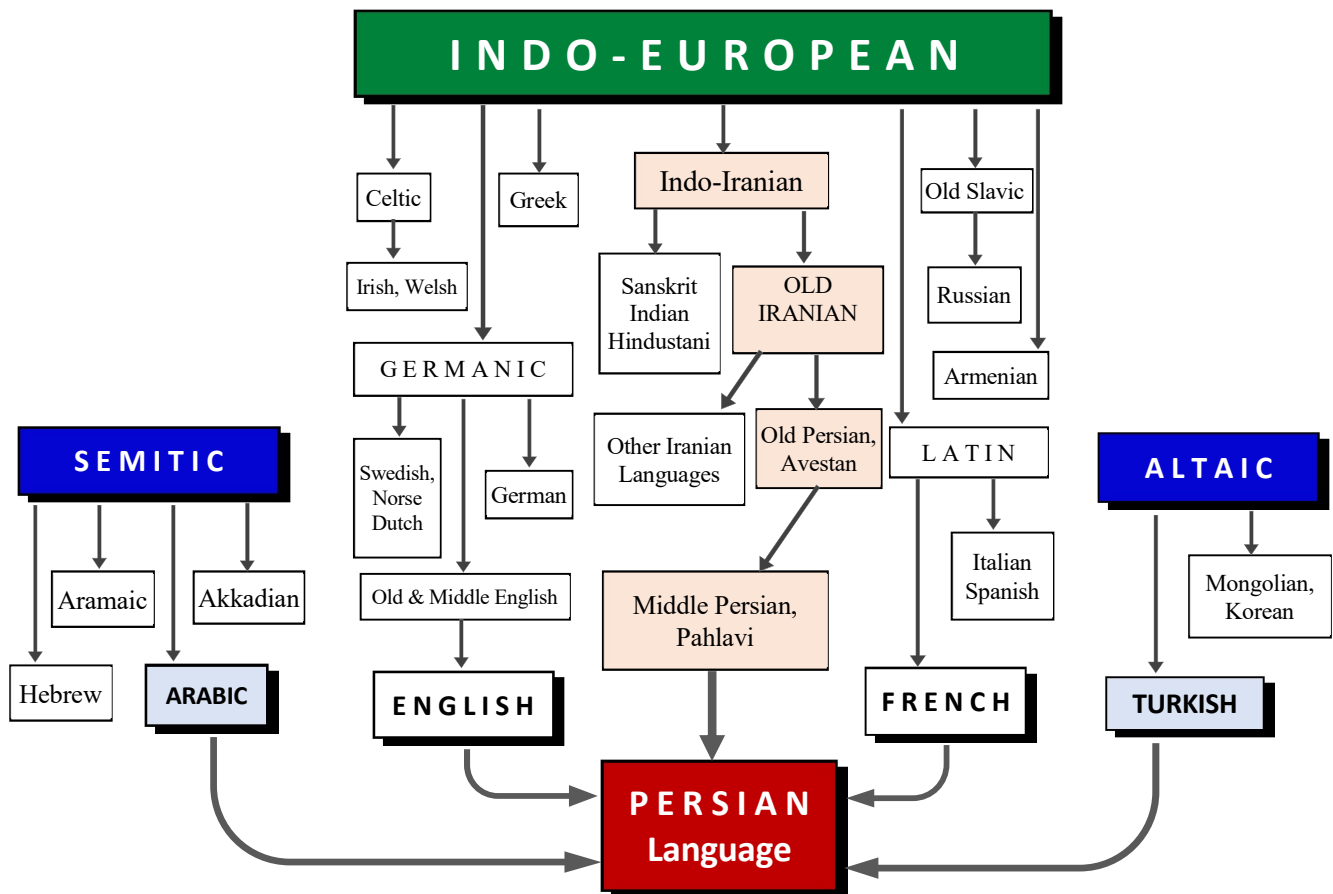 INDO-EUROPEAN
Celtic
Irish, Welsh
Greek
Indo-Iranian
Sanskrit
Indian
Hindustani
OLD
IRANIAN
Old Slavic
Russian
Armenian
GERMANIC
Swedish,
Norse
Dutch
German
Old & Middle English
Other Iranian
Languages
Old Persian,
Avestan
Middle Persian,
Pahlavi
LATIN
Italian
Spanish
SEMITIC
Aramaic
Akkadian
Hebrew
ARABIC
ENGLISH
FRENCH
ALTAIC
Mongolian,
Korean
TURKISH
PERSIAN
Language